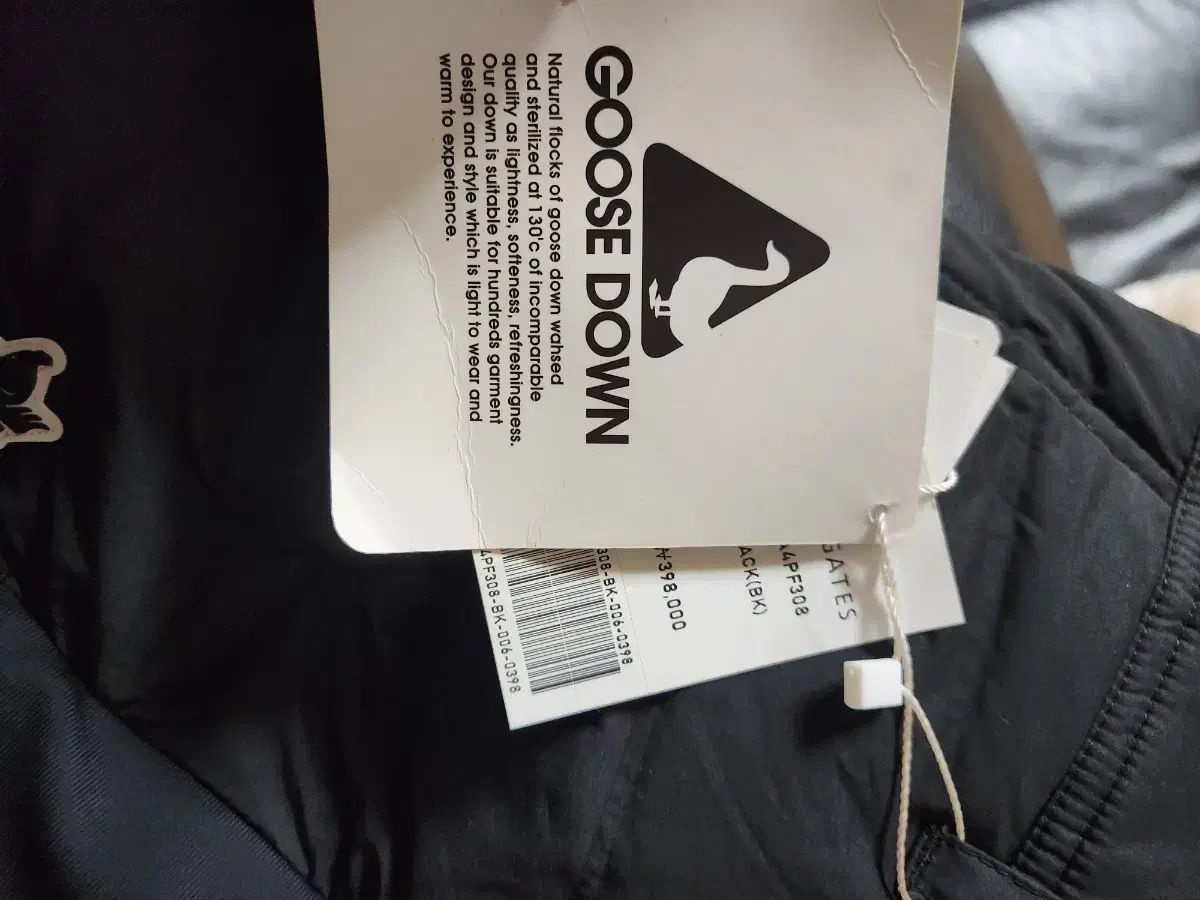 GOOSE DOWN
Natural flocks of goose down wahsed
and sterilized at 130'c of incomparable
quality as lightness, softeness, refreshingness.
Our down is suitable for hundreds garment
design and style which is light to wear and
warm to experience.
GATES
4PF308
ACK(BK)
₩398,000
308-BK-006-0398
4PF308-BK-006-0398